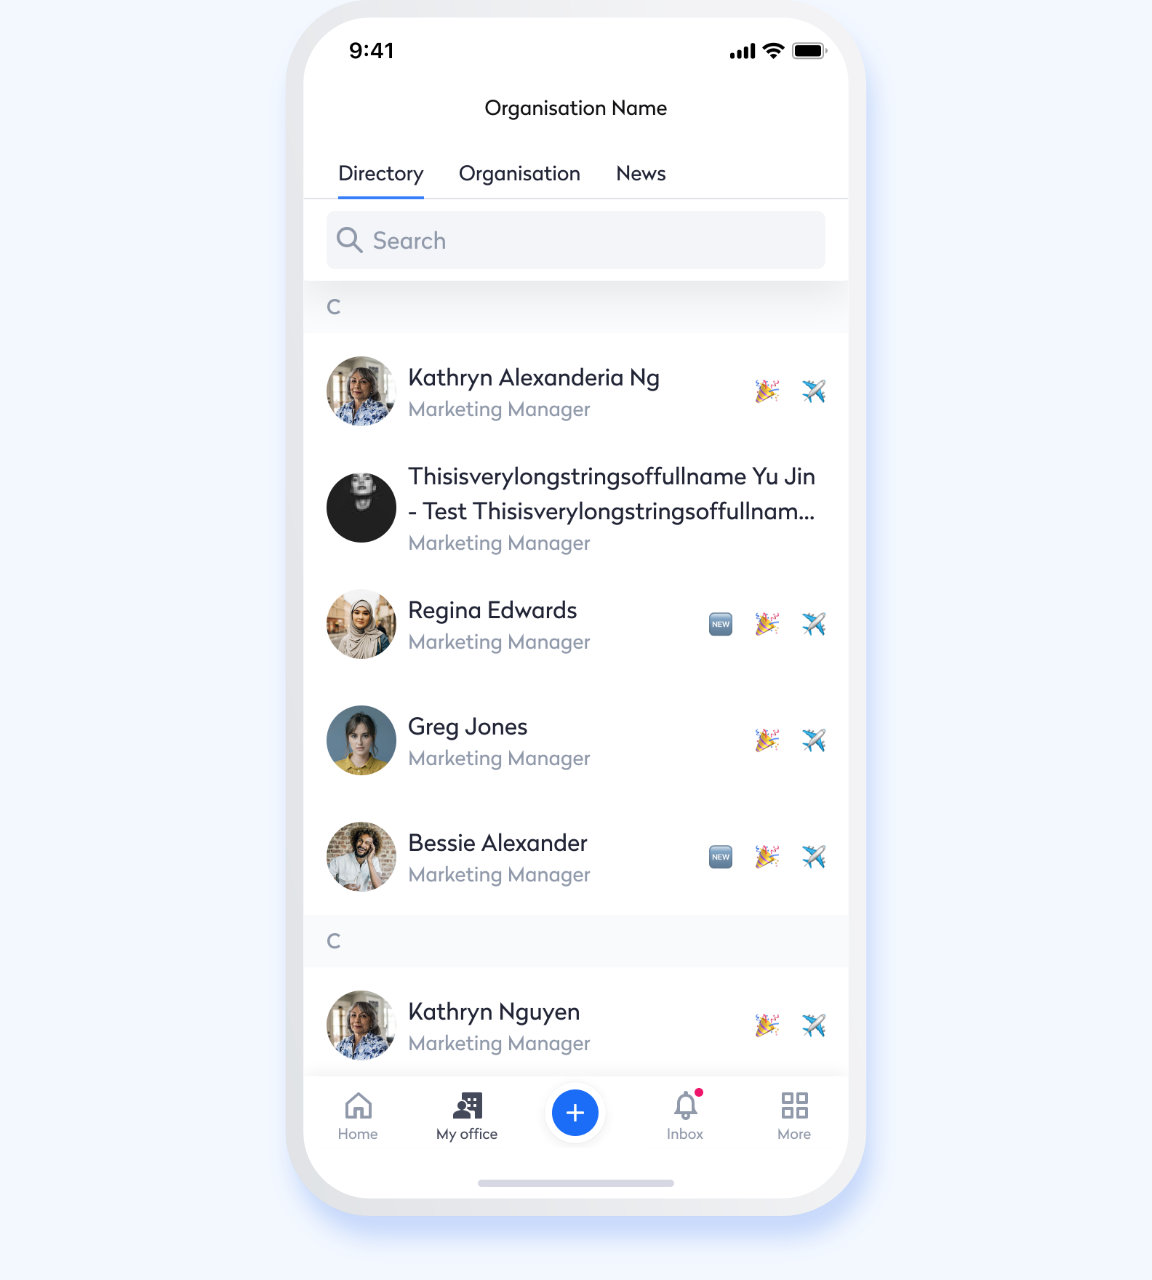 9:41
Organisation Name
Directory Organisation News
Search
C
Kathryn Alexanderia Ng
Marketing Manager
Thisisverylongstringsoffullname Yu Jin
- Test Thisisverylongstringsoffullnam...
Marketing Manager
Regina Edwards
NEW
Marketing Manager
Greg Jones
Marketing Manager
Bessie Alexander
NEW
Marketing Manager
C
Kathryn Nguyen
Marketing Manager
Home My office Inbox More